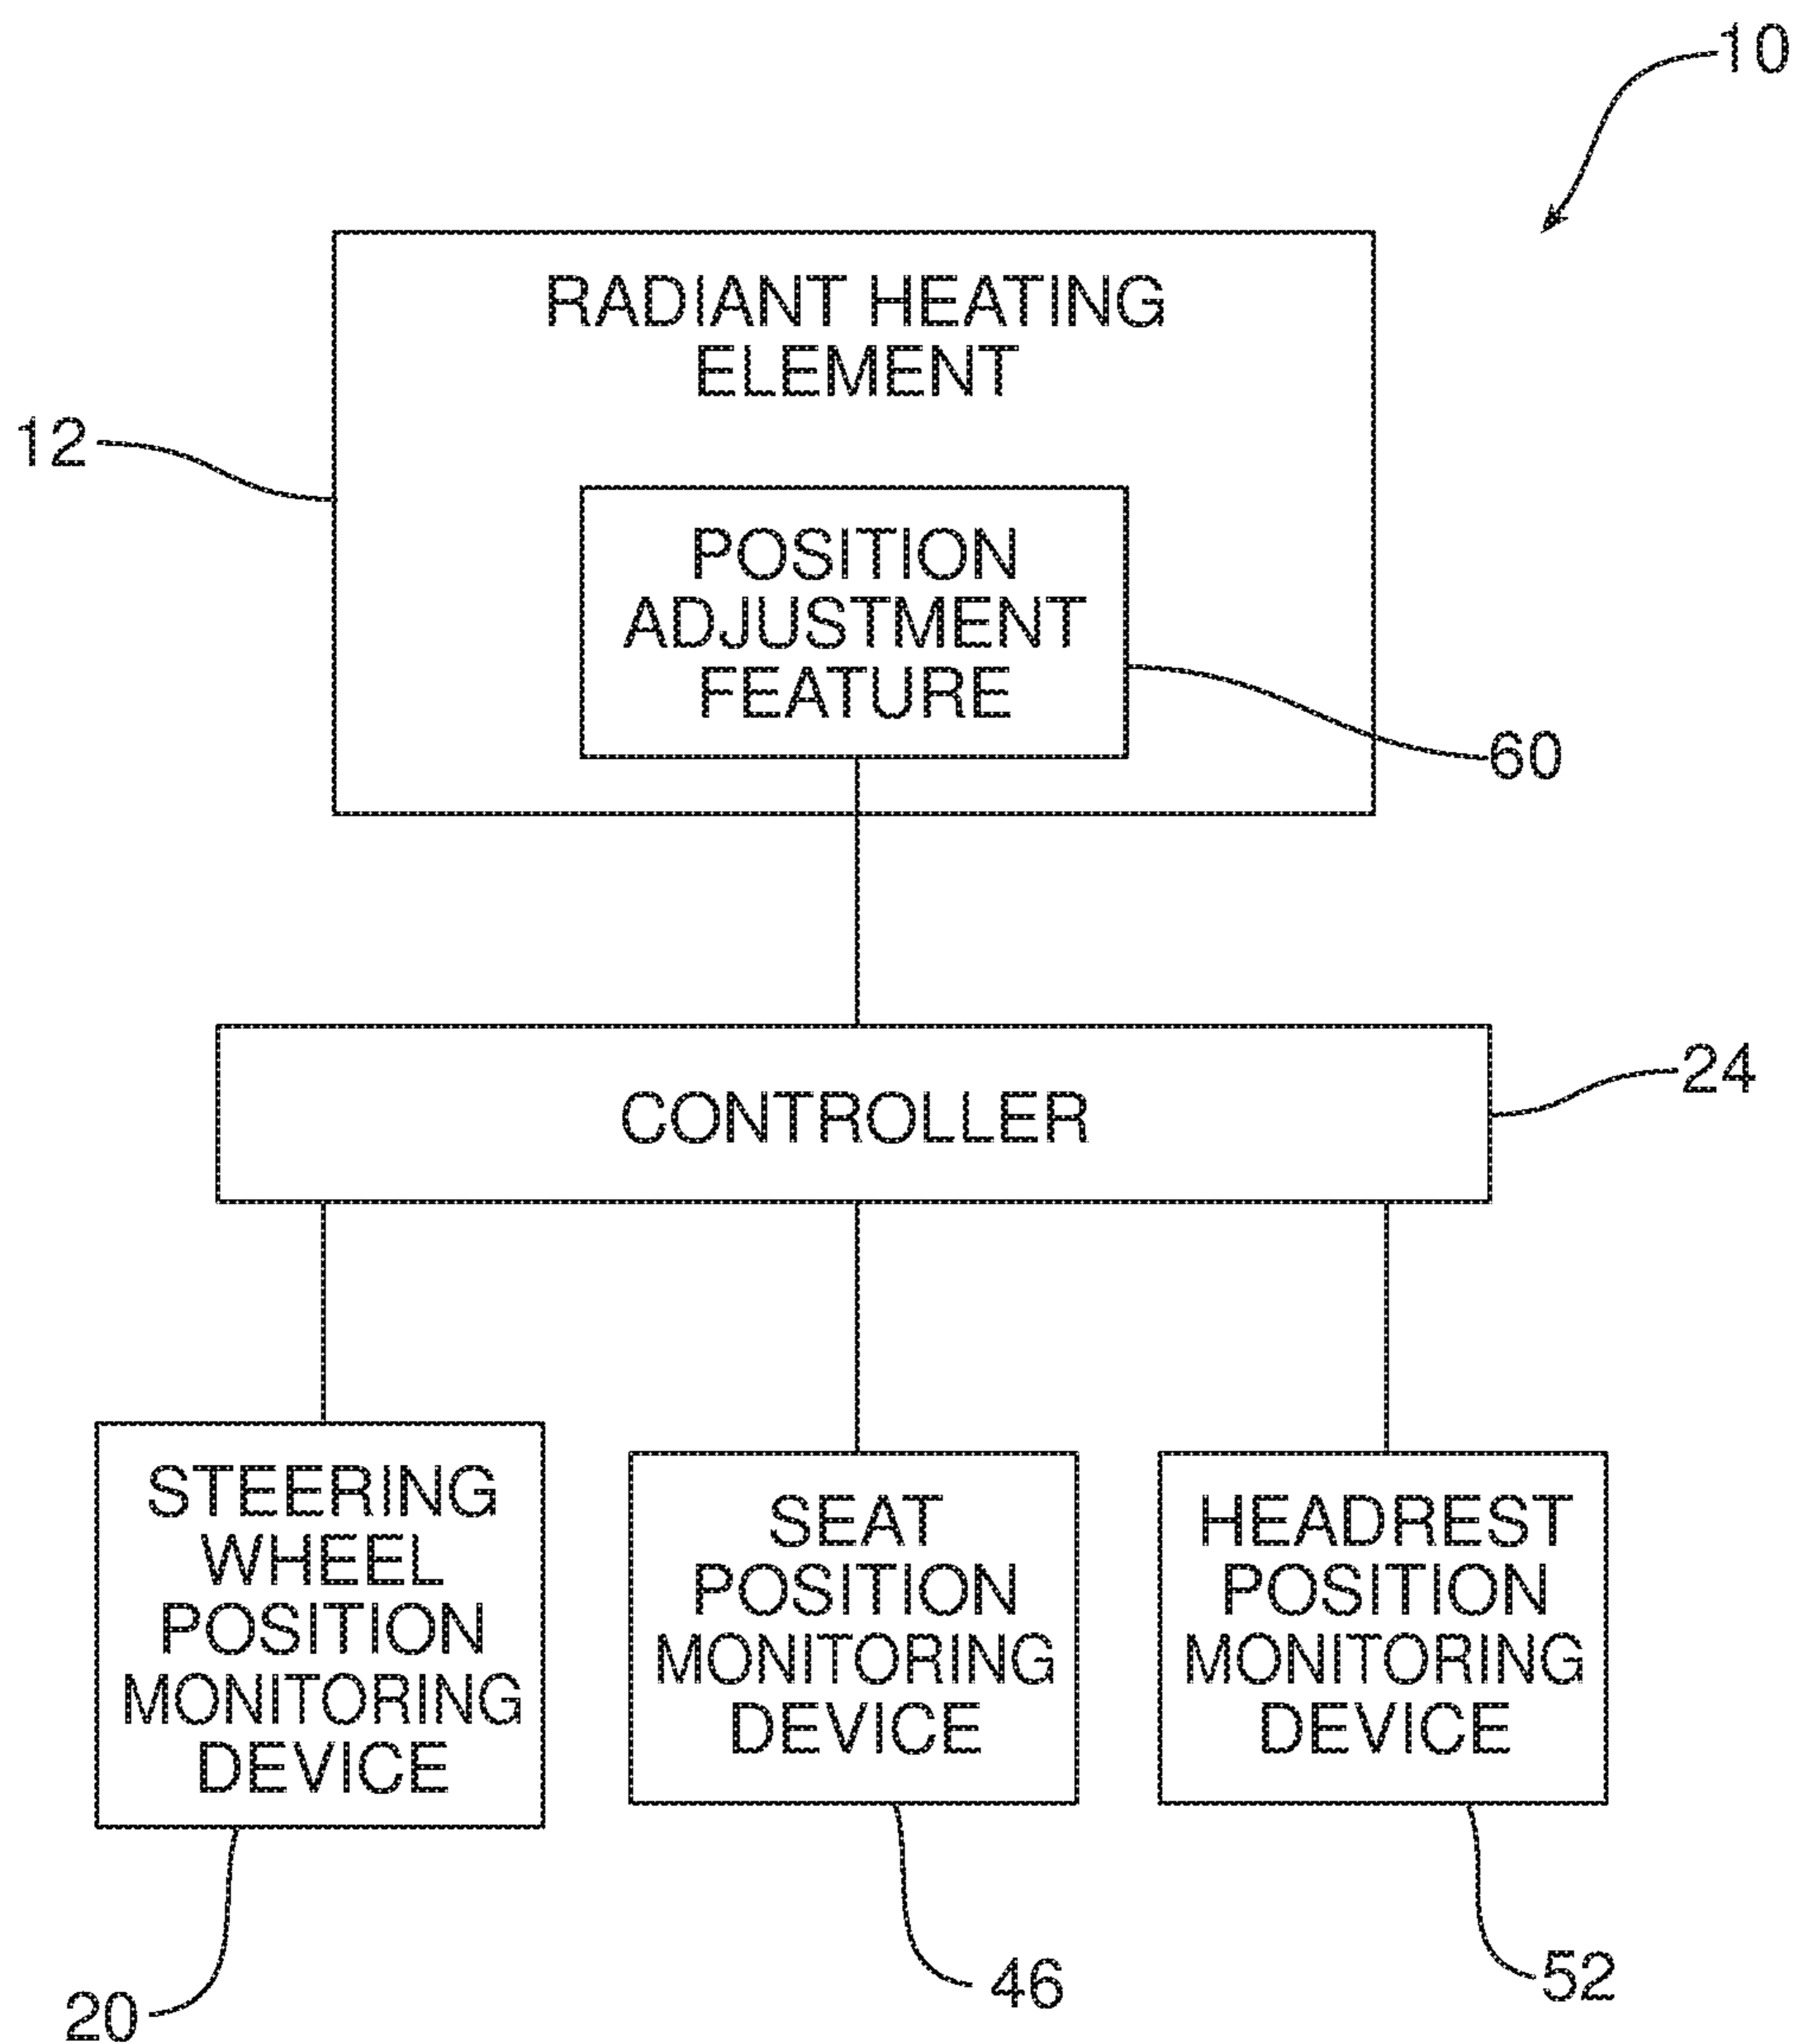 10
RADIANT HEATING
ELEMENT
12
POSITION
ADJUSTMENT
FEATURE
60
CONTROLLER
24
STEERING
WHEEL
POSITION
MONITORING
DEVICE
SEAT
POSITION
MONITORING
DEVICE
HEADREST
POSITION
MONITORING
DEVICE
20
46
52